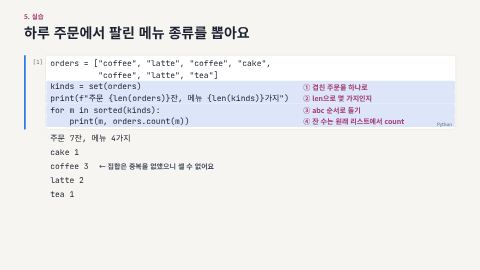 5. 실습
하루 주문에서 팔린 메뉴 종류를 뽑아요
[1]
orders = ["coffee", "latte", "coffee", "cake",
"coffee", "latte", "tea"]
kinds = set(orders) ① 겹친 주문을 하나로
print(f"주문 {len(orders)}잔, 메뉴 {len(kinds)}가지") ② len으로 몇 가지인지
for m in sorted(kinds): ③ abc 순서로 돌기
print(m, orders.count(m)) ④ 잔 수는 원래 리스트에서 count
Python
주문 7잔, 메뉴 4가지
cake 1
coffee 3 ← 집합은 중복을 없앴으니 셀 수 없어요
latte 2
tea 1